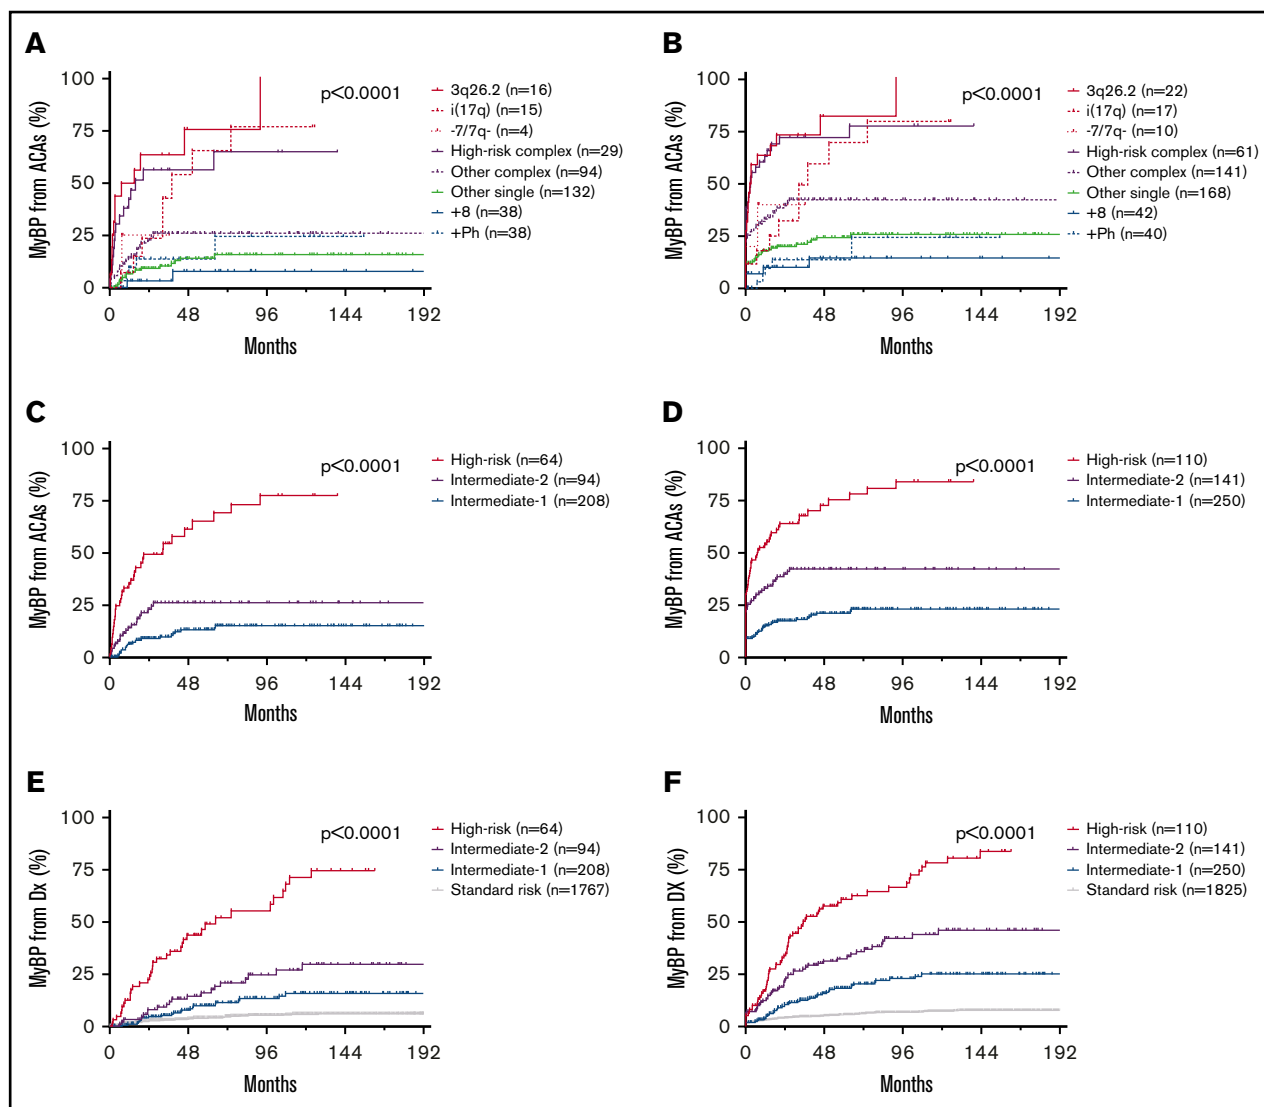 A
MyBP from ACAs (%)
100
75
50
25
0
0 48 96 144 192
Months
p<0.0001
3q26.2 (n=16)
i(17q) (n=15)
-7/7q- (n=4)
High-risk complex (n=29)
Other complex (n=94)
Other single (n=132)
+8 (n=38)
+Ph (n=38)
B
MyBP from ACAs (%)
100
75
50
25
0
0 48 96 144 192
Months
p<0.0001
3q26.2 (n=22)
i(17q) (n=17)
-7/7q- (n=10)
High-risk complex (n=61)
Other complex (n=141)
Other single (n=168)
+8 (n=42)
+Ph (n=40)
C
MyBP from ACAs (%)
100
75
50
25
0
0 48 96 144 192
Months
p<0.0001
High-risk (n=64)
Intermediate-2 (n=94)
Intermediate-1 (n=208)
D
MyBP from ACAs (%)
100
75
50
25
0
0 48 96 144 192
Months
p<0.0001
High-risk (n=110)
Intermediate-2 (n=141)
Intermediate-1 (n=250)
E
MyBP from Dx (%)
100
75
50
25
0
0 48 96 144 192
Months
p<0.0001
High-risk (n=64)
Intermediate-2 (n=94)
Intermediate-1 (n=208)
Standard risk (n=1767)
F
MyBP from DX (%)
100
75
50
25
0
0 48 96 144 192
Months
p<0.0001
High-risk (n=110)
Intermediate-2 (n=141)
Intermediate-1 (n=250)
Standard risk (n=1825)